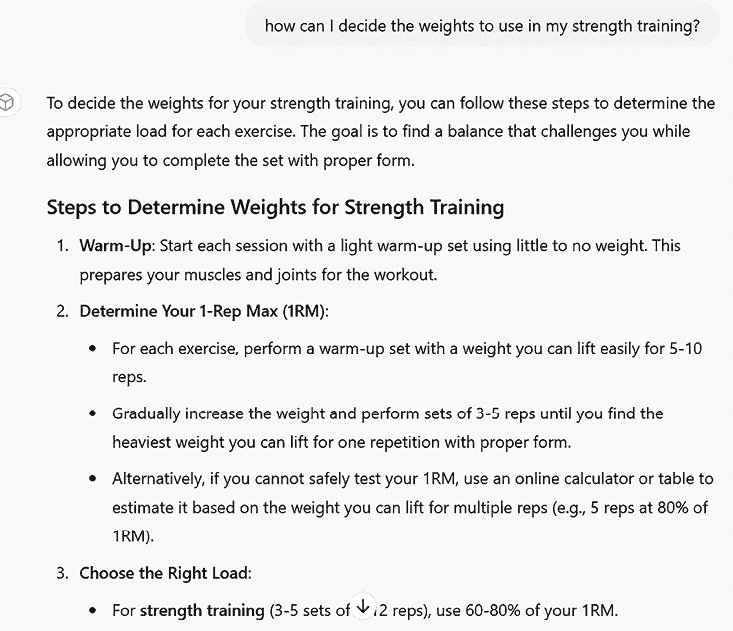 how can I decide the weights to use in my strength training?
To decide the weights for your strength training, you can follow these steps to determine the
appropriate load for each exercise. The goal is to find a balance that challenges you while
allowing you to complete the set with proper form.
Steps to Determine Weights for Strength Training
1. Warm-Up: Start each session with a light warm-up set using little to no weight. This
prepares your muscles and joints for the workout.
2. Determine Your 1-Rep Max (1RM):
• For each exercise, perform a warm-up set with a weight you can lift easily for 5-10
reps.
• Gradually increase the weight and perform sets of 3-5 reps until you find the
heaviest weight you can lift for one repetition with proper form.
• Alternatively, if you cannot safely test your 1RM, use an online calculator or table to
estimate it based on the weight you can lift for multiple reps (e.g., 5 reps at 80% of
1RM).
3. Choose the Right Load:
• For strength training (3-5 sets of 2 reps), use 60-80% of your 1RM.